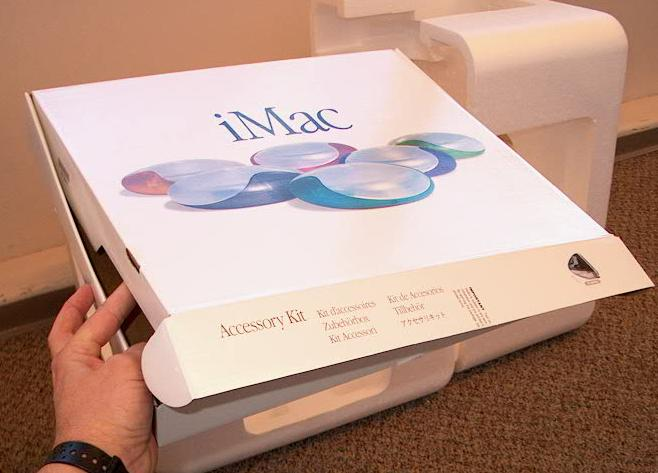 iMac
Accessory Kit
Kit d'accessoires
Zubehörbox
Kit Accessori
Kit de Accesorios
Tillbehör
アクセサリキット
IMPORTANT